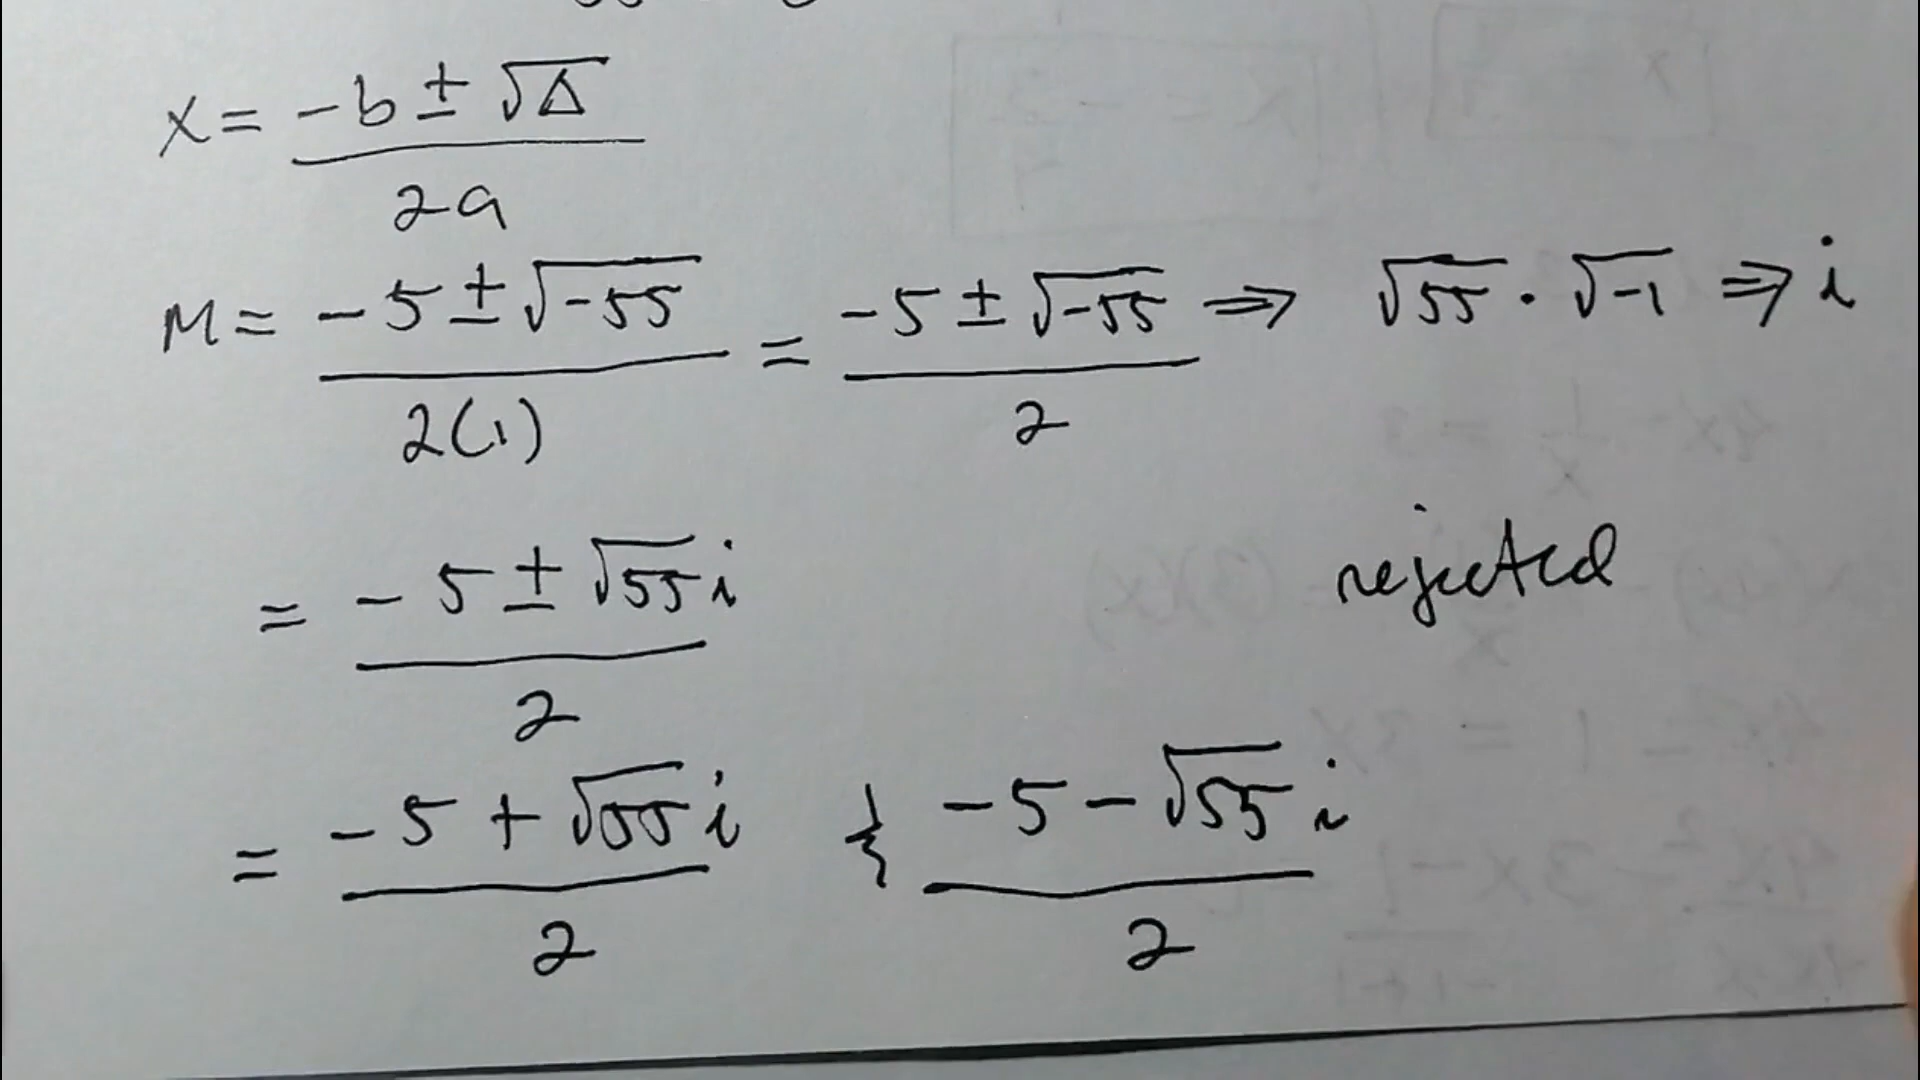 x = (-b ± √Δ) / 2a
M = (-5 ± √-55) / 2(1) = (-5 ± √-55) / 2 ⇒ √55 · √-1 ⇒ i
= (-5 ± √55 i) / 2
rejected
= (-5 + √55 i) / 2 & (-5 - √55 i) / 2